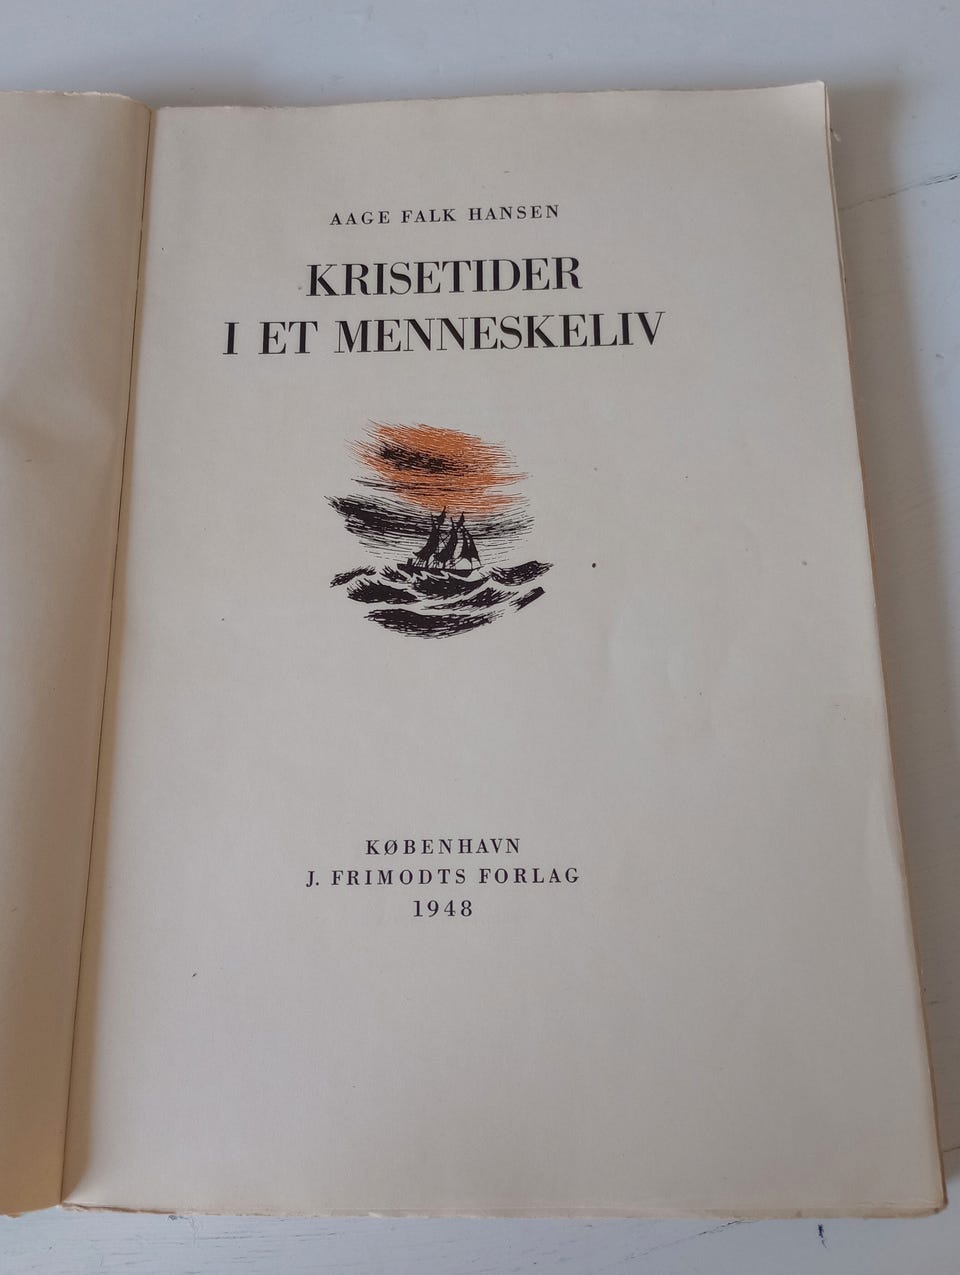 AAGE FALK HANSEN
KRISETIDER
I ET MENNESKELIV
KØBENHAVN
J. FRIMODTS FORLAG
1948